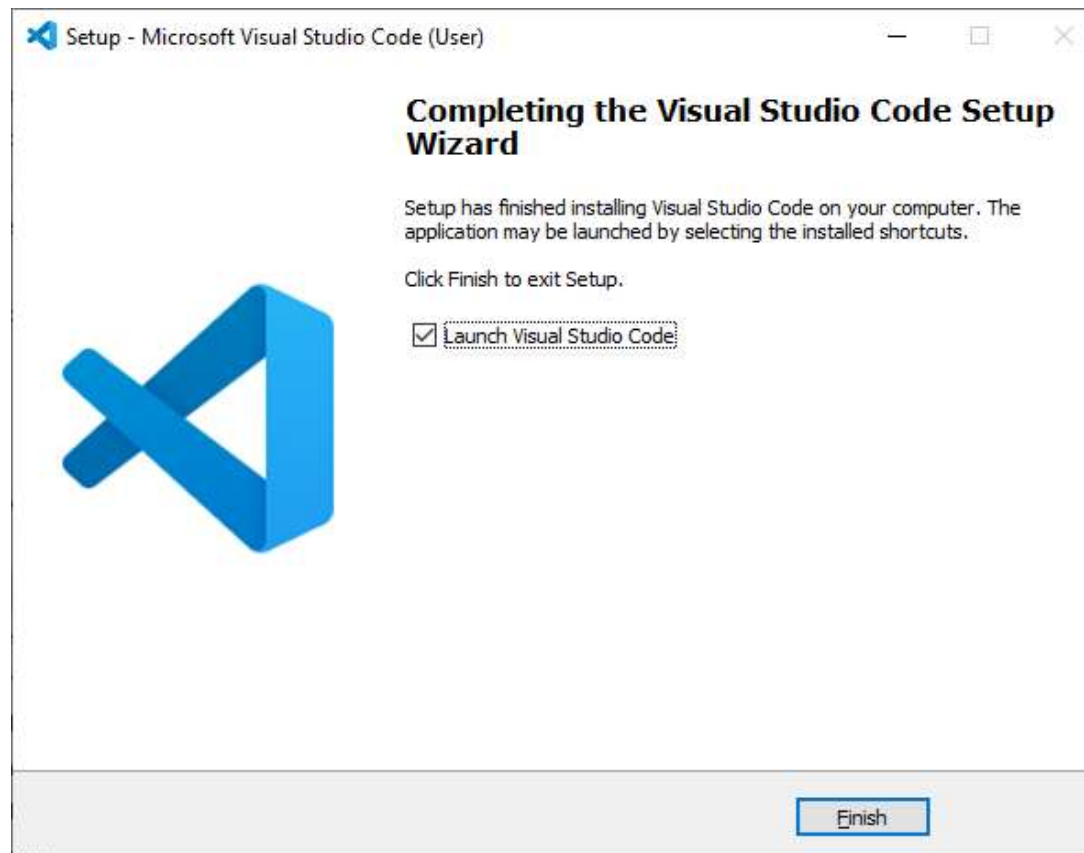 Setup - Microsoft Visual Studio Code (User)
Completing the Visual Studio Code Setup
Wizard
Setup has finished installing Visual Studio Code on your computer. The
application may be launched by selecting the installed shortcuts.
Click Finish to exit Setup.
Launch Visual Studio Code
Finish